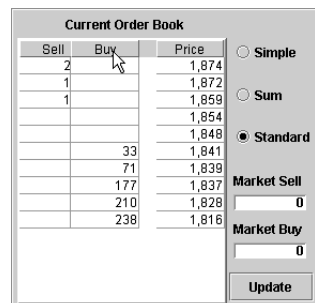 Current Order Book
Sell Buy Price
2 1,874
1 1,872
1 1,859
1,854
1,848
33 1,841
71 1,839
177 1,837
210 1,828
238 1,816
Simple
Sum
Standard
Market Sell
0
Market Buy
0
Update